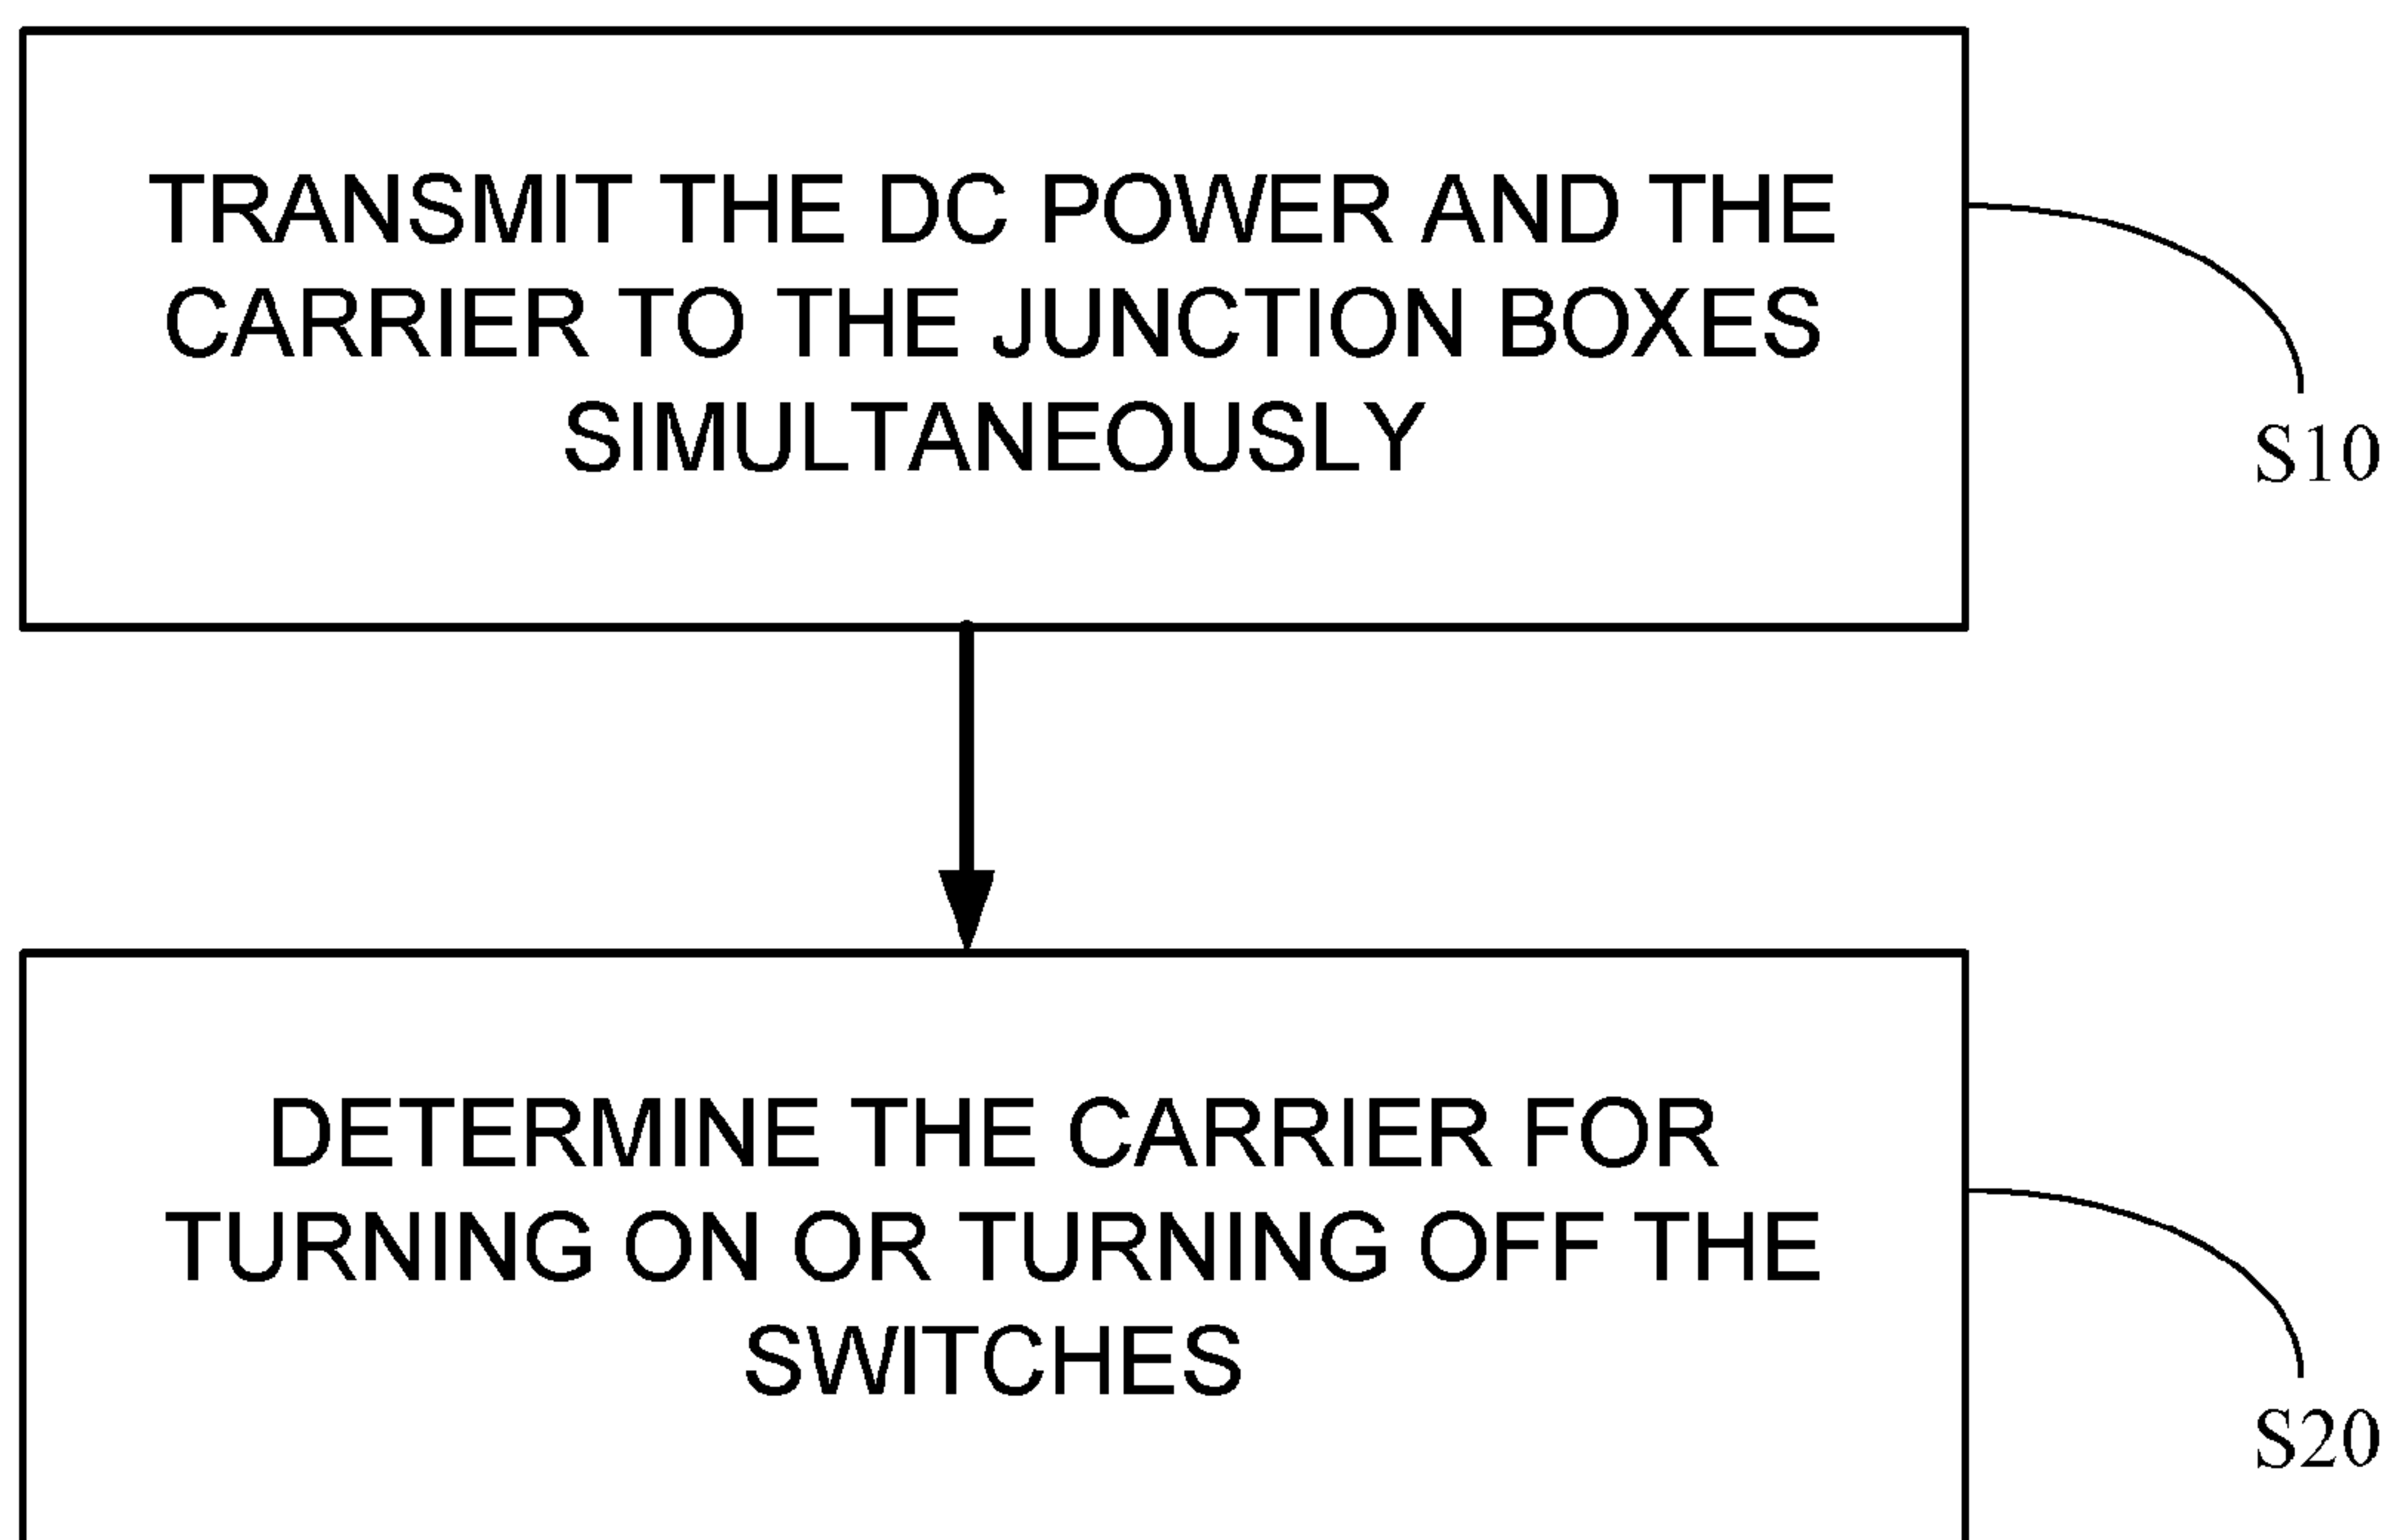 TRANSMIT THE DC POWER AND THE
CARRIER TO THE JUNCTION BOXES
SIMULTANEOUSLY
S10
DETERMINE THE CARRIER FOR
TURNING ON OR TURNING OFF THE
SWITCHES
S20